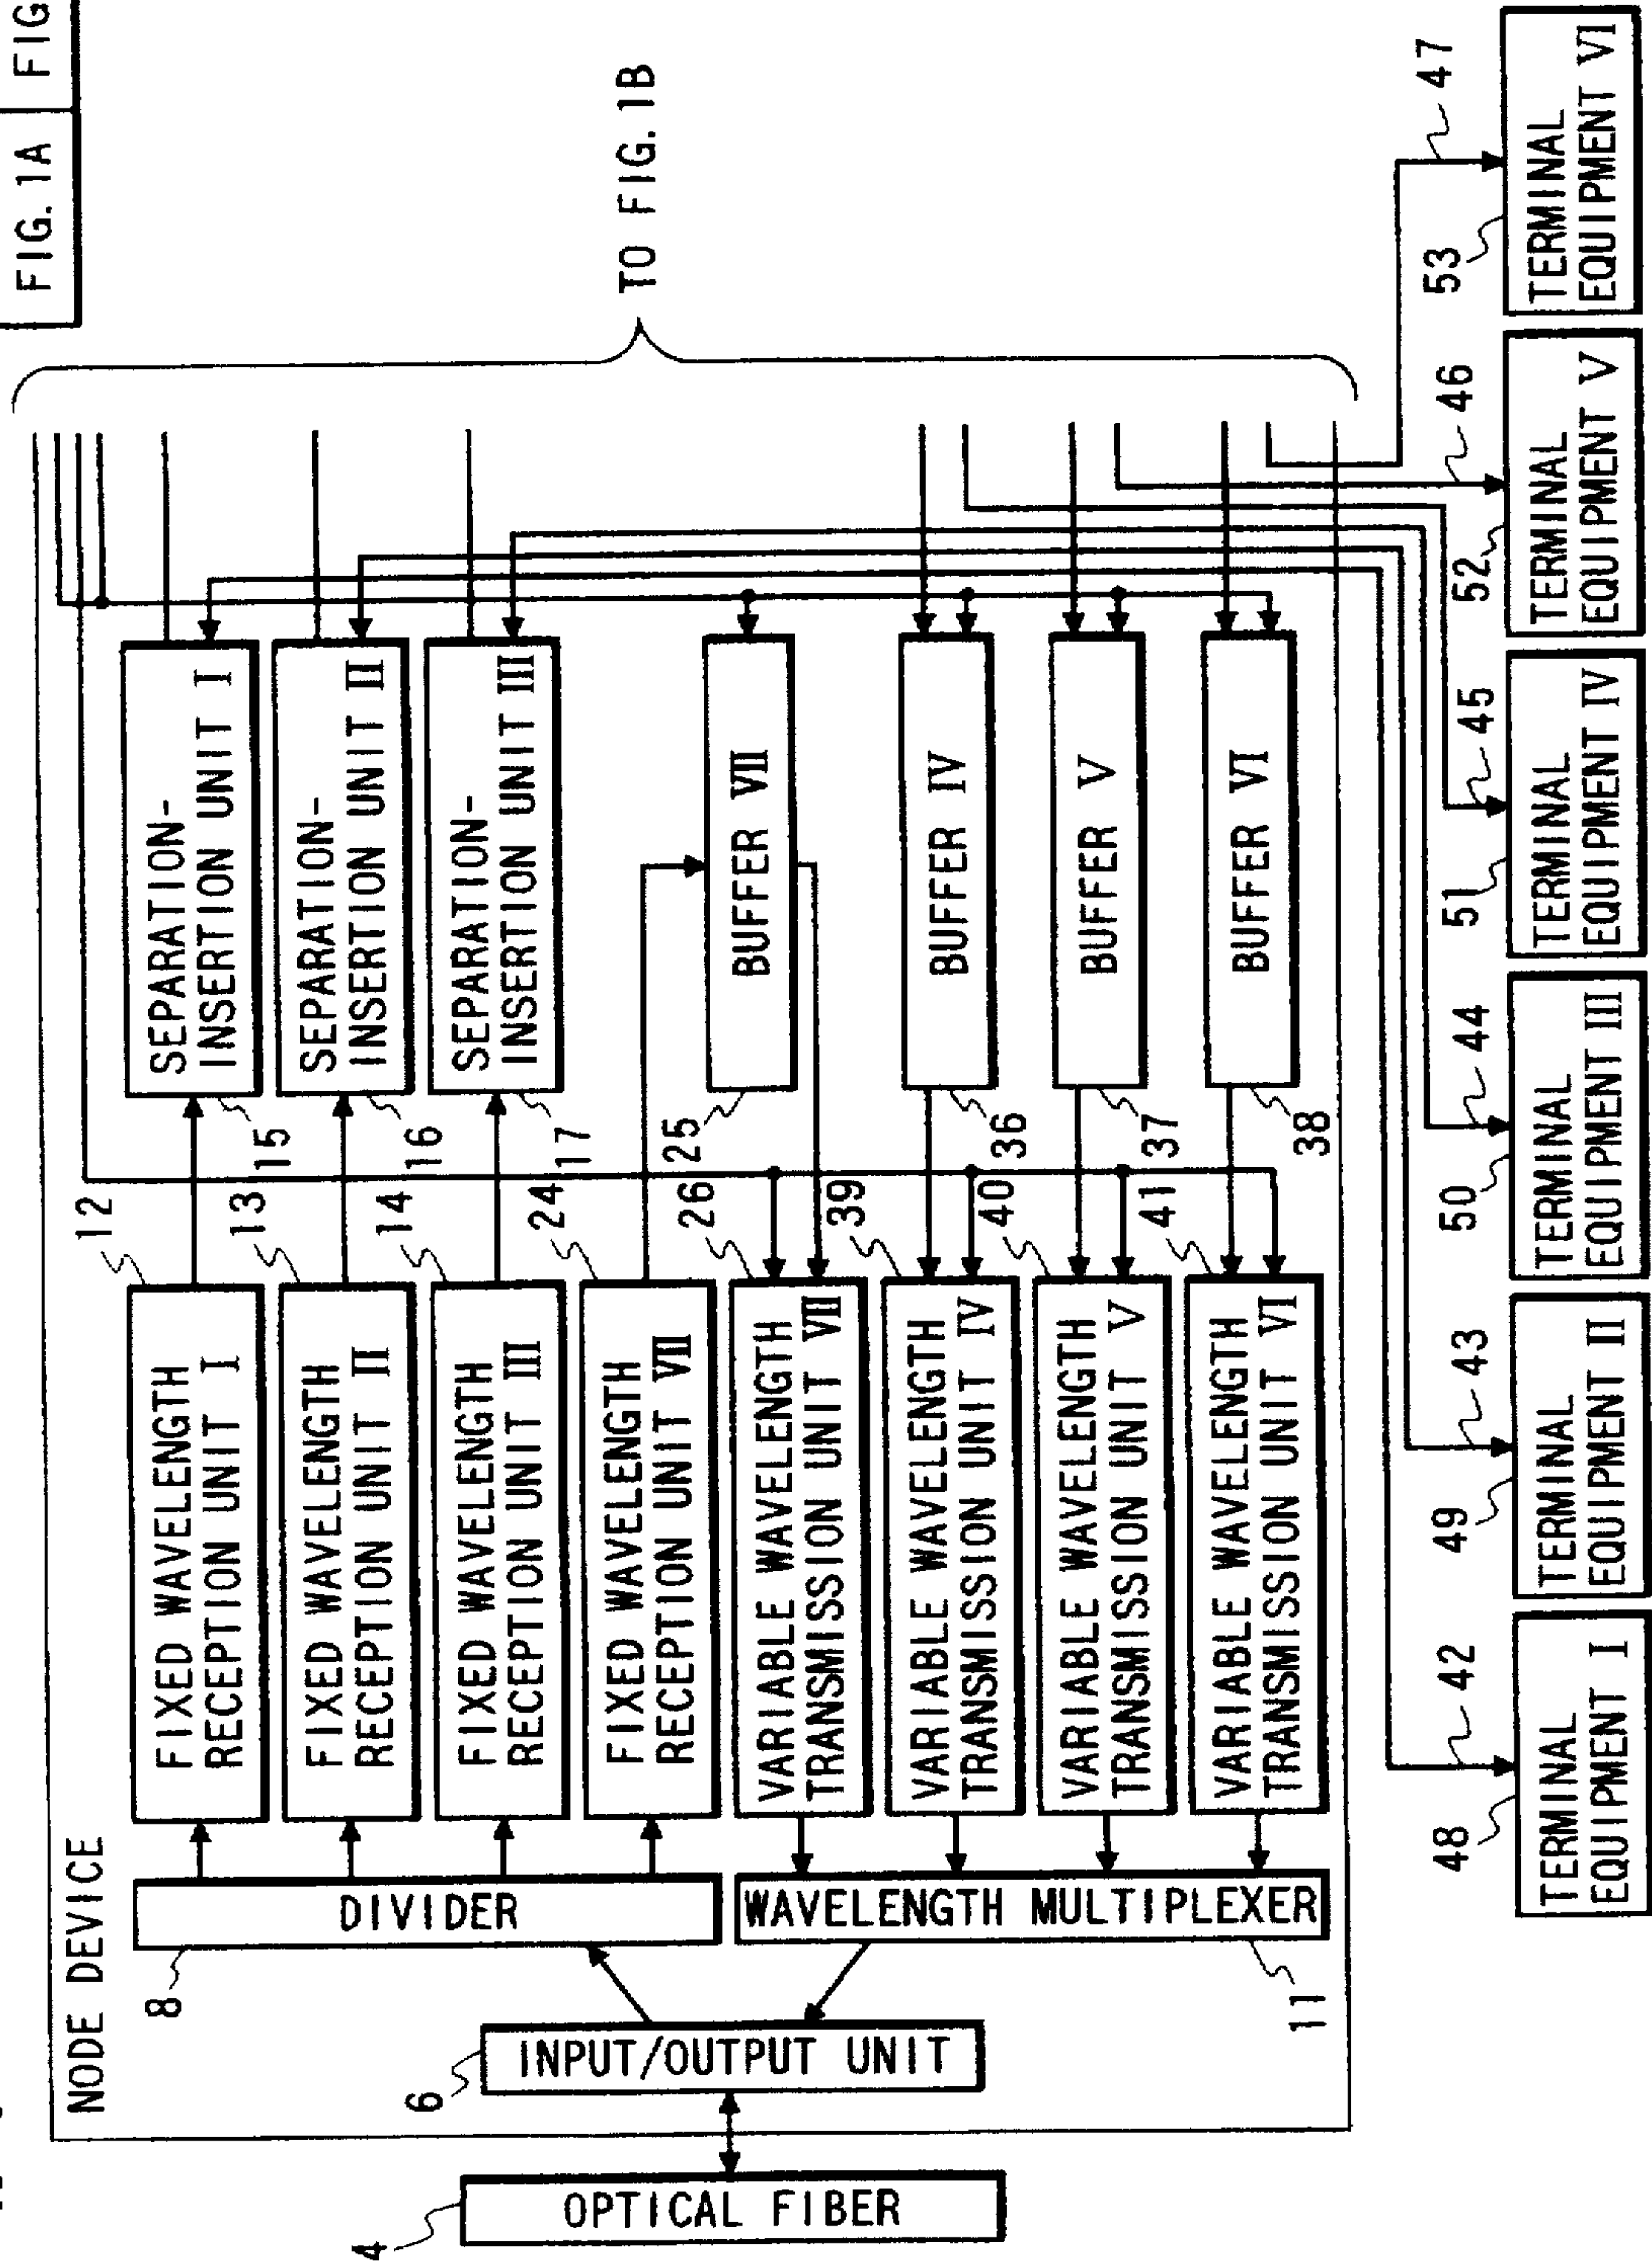 FIG. 1A
FIG
NODE DEVICE
TO FIG. 1B
4
OPTICAL FIBER
6
INPUT/OUTPUT UNIT
8
DIVIDER
WAVELENGTH MULTIPLEXER
11
12
FIXED WAVELENGTH
RECEPTION UNIT I
13
FIXED WAVELENGTH
RECEPTION UNIT II
14
FIXED WAVELENGTH
RECEPTION UNIT III
24
FIXED WAVELENGTH
RECEPTION UNIT VII
26
VARIABLE WAVELENGTH
TRANSMISSION UNIT VII
39
VARIABLE WAVELENGTH
TRANSMISSION UNIT IV
40
VARIABLE WAVELENGTH
TRANSMISSION UNIT V
41
VARIABLE WAVELENGTH
TRANSMISSION UNIT VI
SEPARATION-
INSERTION UNIT I
15
SEPARATION-
INSERTION UNIT II
16
SEPARATION-
INSERTION UNIT III
17
BUFFER VII
25
BUFFER IV
36
BUFFER V
37
BUFFER VI
38
42
48
TERMINAL
EQUIPMENT I
43
49
TERMINAL
EQUIPMENT II
44
50
TERMINAL
EQUIPMENT III
45
51
TERMINAL
EQUIPMENT IV
46
52
TERMINAL
EQUIPMENT V
47
53
TERMINAL
EQUIPMENT VI